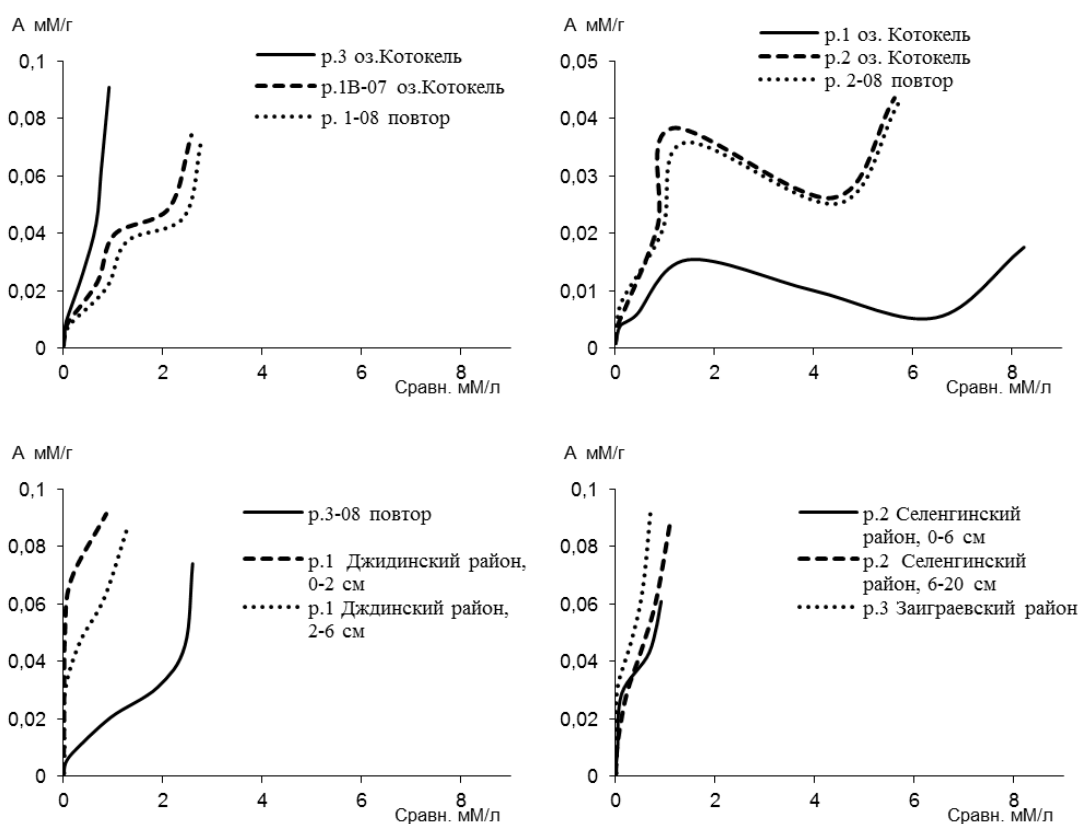 А мМ/г
р.3 оз.Котокель
р.1В-07 оз.Котокель
р. 1-08 повтор
0,1
0,08
0,06
0,04
0,02
0
0 2 4 6 8
Сравн. мМ/л
А мМ/г
р.1 оз. Котокель
р.2 оз. Котокель
р. 2-08 повтор
0,05
0,04
0,03
0,02
0,01
0
0 2 4 6 8
Сравн. мМ/л
А мМ/г
р.3-08 повтор
р.1 Джидинский район,
0-2 см
р.1 Дждинский район,
2-6 см
0,1
0,08
0,06
0,04
0,02
0
0 2 4 6 8
Сравн. мМ/л
А мМ/г
р.2 Селенгинский
район, 0-6 см
р.2 Селенгинский
район, 6-20 см
р.3 Заиграевский район
0,1
0,08
0,06
0,04
0,02
0
0 2 4 6 8
Сравн. мМ/л